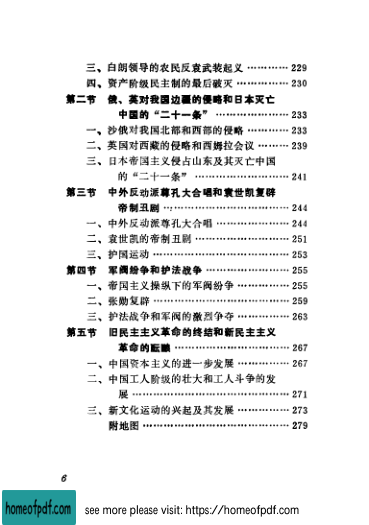 三、白朗领导的农民反袁武装起义 ………… 229
四、资产阶级民主制的最后破灭 …………… 230
第二节 俄、英对我国边疆的侵略和日本灭亡
中国的“二十一条” ………………… 233
一、沙俄对我国北部和西部的侵略 ………… 233
二、英国对西藏的侵略和西姆拉会议 ……… 239
三、日本帝国主义侵占山东及其灭亡中国
的“二十一条” ……………………… 241
第三节 中外反动派尊孔大合唱和袁世凯复辟
帝制丑剧 ……………………………… 244
一、中外反动派尊孔大合唱 ………………… 244
二、袁世凯的帝制丑剧 ……………………… 251
三、护国运动 ………………………………… 253
第四节 军阀纷争和护法战争 ………………… 255
一、帝国主义操纵下的军阀纷争 …………… 255
二、张勋复辟 ………………………………… 259
三、护法战争和军阀的激烈争夺 …………… 263
第五节 旧民主主义革命的终结和新民主主义
革命的酝酿 …………………………… 267
一、中国资本主义的进一步发展 …………… 267
二、中国工人阶级的壮大和工人斗争的发
展 ……………………………………… 271
三、新文化运动的兴起及其发展 …………… 273
附地图 ……………………………………… 279
6
homeofpdf.com see more please visit: https://homeofpdf.com